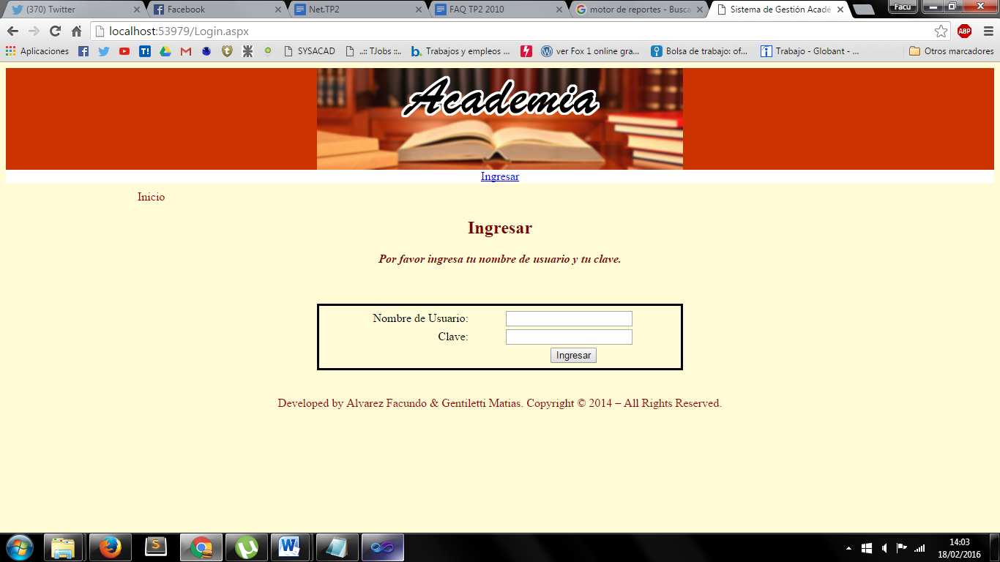 (370) Twitter
Facebook
Net.TP2
FAQ TP2 2010
motor de reportes - Busca
Sistema de Gestión Acadé
Facu
localhost:53979/Login.aspx
ABP
Aplicaciones
T!
SYSACAD
..:: TJobs ::..
b.
Trabajos y empleos ...
ver Fox 1 online gra...
Bolsa de trabajo: of...
Trabajo - Globant - ...
Otros marcadores
Academia
Ingresar
Inicio
Ingresar
Por favor ingresa tu nombre de usuario y tu clave.
Nombre de Usuario:
Clave:
Ingresar
Developed by Alvarez Facundo & Gentiletti Matias. Copyright © 2014 – All Rights Reserved.
14:03
18/02/2016